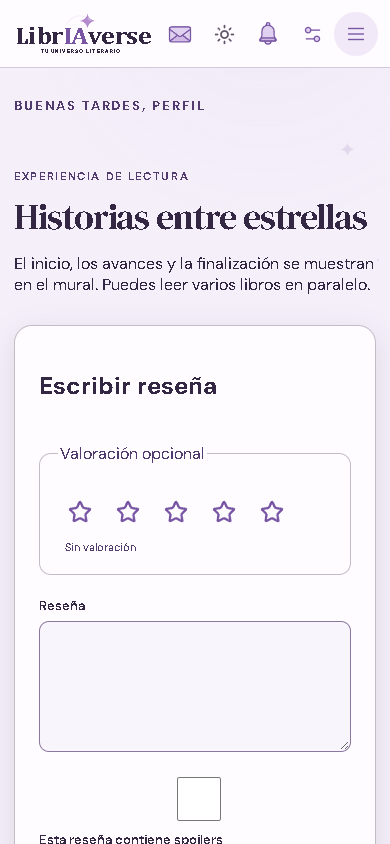 LibrIAverse
TU UNIVERSO LITERARIO
BUENAS TARDES, PERFIL
EXPERIENCIA DE LECTURA
Historias entre estrellas
El inicio, los avances y la finalización se muestran
en el mural. Puedes leer varios libros en paralelo.
Escribir reseña
Valoración opcional
Sin valoración
Reseña
Esta reseña contiene spoilers